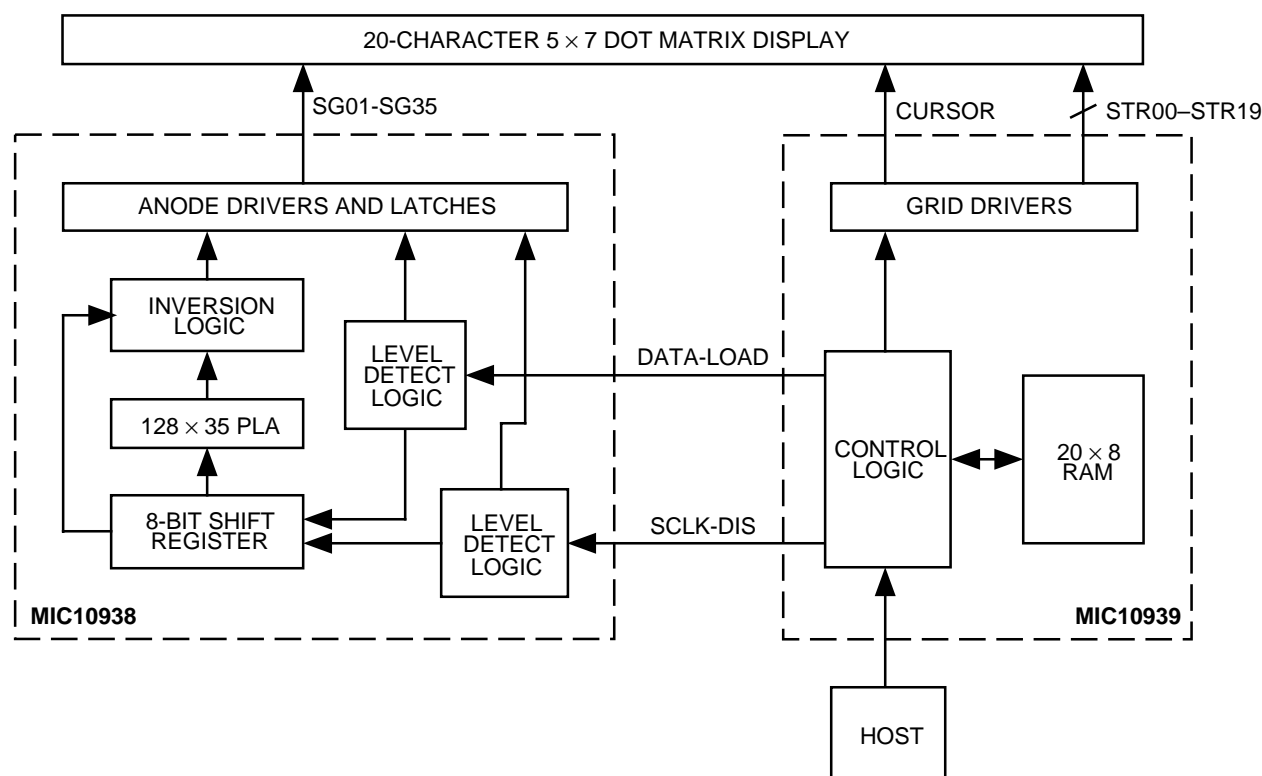 20-CHARACTER 5 × 7 DOT MATRIX DISPLAY
SG01-SG35
CURSOR
STR00–STR19
ANODE DRIVERS AND LATCHES
GRID DRIVERS
INVERSION
LOGIC
LEVEL
DETECT
LOGIC
DATA-LOAD
128 × 35 PLA
CONTROL
LOGIC
20 × 8
RAM
8-BIT SHIFT
REGISTER
LEVEL
DETECT
LOGIC
SCLK-DIS
MIC10938
MIC10939
HOST